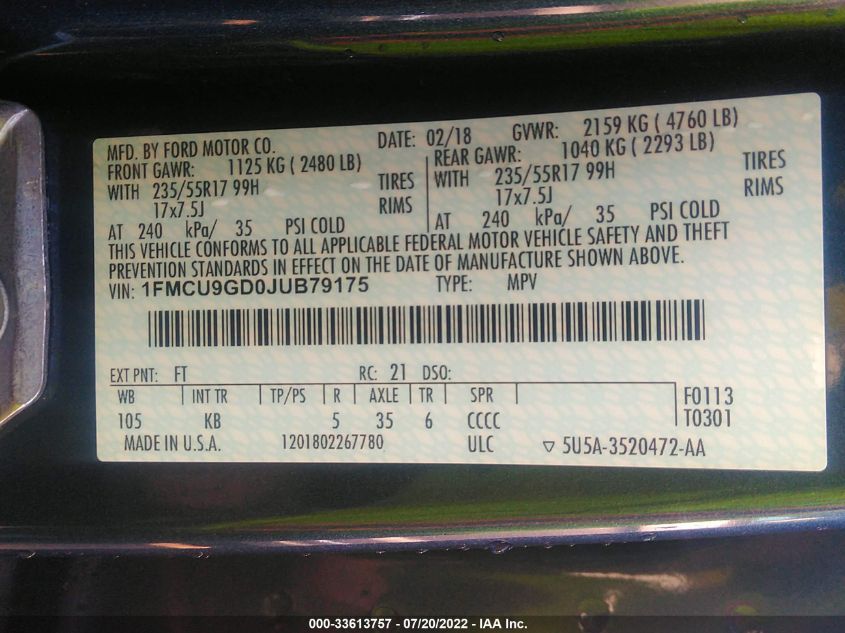 MFD. BY FORD MOTOR CO. DATE: 02/18 GVWR: 2159 KG ( 4760 LB)
FRONT GAWR: 1125 KG ( 2480 LB) REAR GAWR: 1040 KG ( 2293 LB)
WITH 235/55R17 99H TIRES WITH 235/55R17 99H TIRES
17x7.5J RIMS 17x7.5J RIMS
AT 240 kPa/ 35 PSI COLD AT 240 kPa/ 35 PSI COLD
THIS VEHICLE CONFORMS TO ALL APPLICABLE FEDERAL MOTOR VEHICLE SAFETY AND THEFT
PREVENTION STANDARDS IN EFFECT ON THE DATE OF MANUFACTURE SHOWN ABOVE.
VIN: 1FMCU9GD0JUB79175 TYPE: MPV
EXT PNT: FT RC: 21 DSO:
WB INT TR TP/PS R AXLE TR SPR F0113
105 KB 5 35 6 CCCC T0301
MADE IN U.S.A. 1201802267780 ULC ▽ 5U5A-3520472-AA
000-33613757 - 07/20/2022 - IAA Inc.